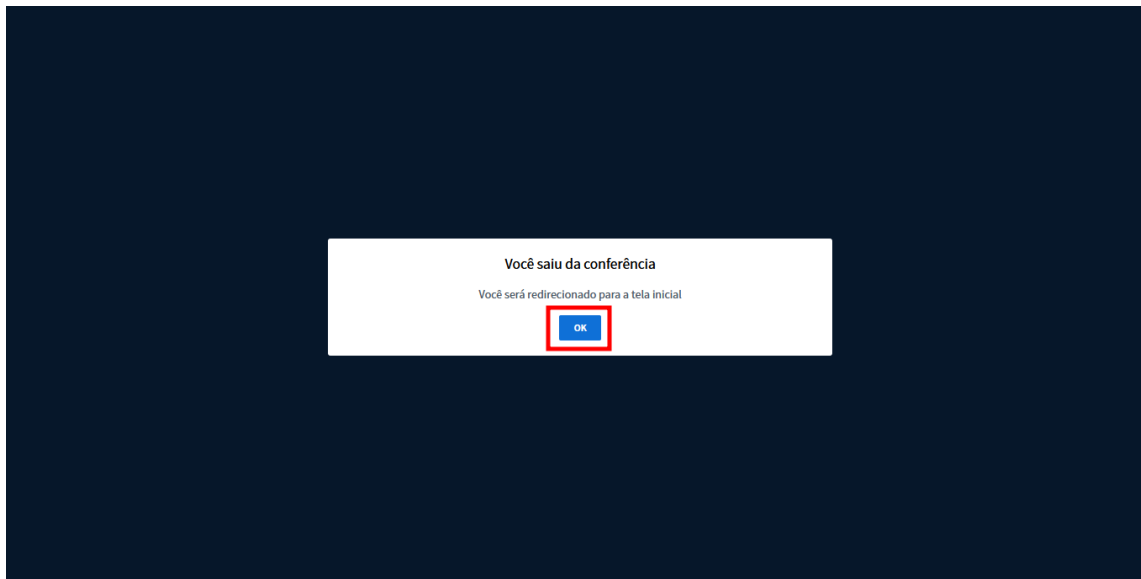 Você saiu da conferência
Você será redirecionado para a tela inicial
OK